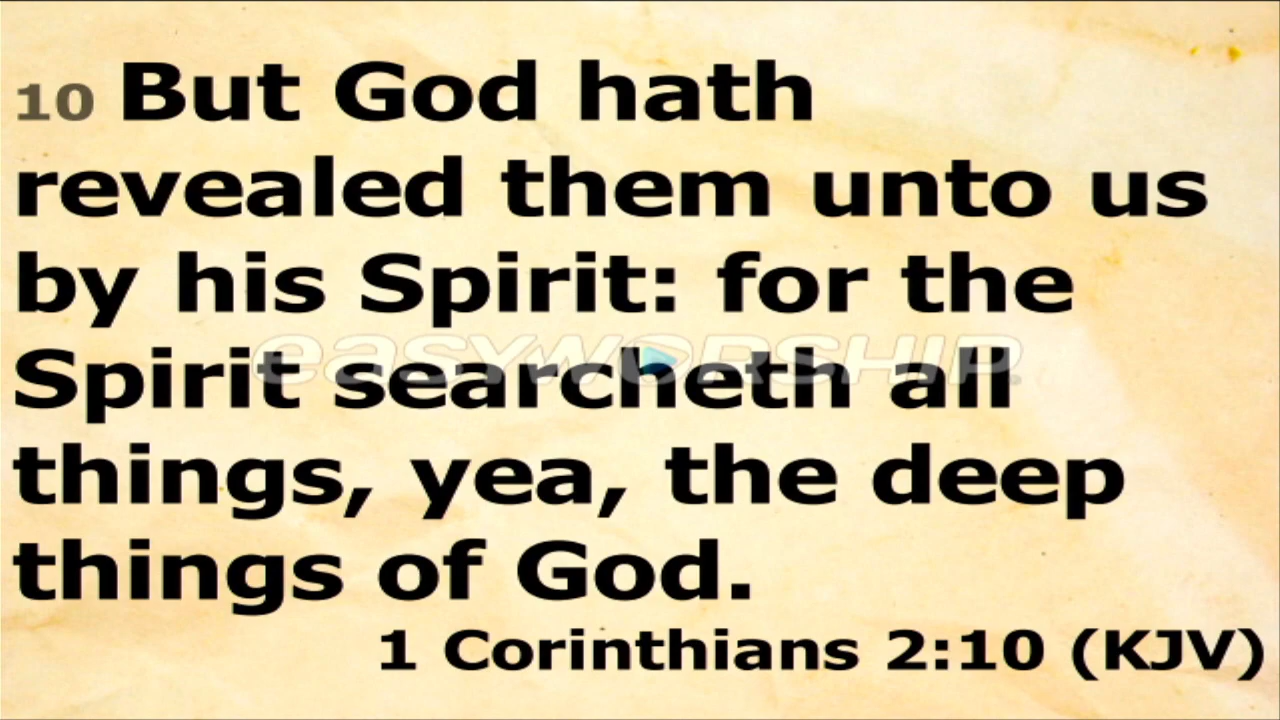 10 But God hath
revealed them unto us
by his Spirit: for the
Spirit searcheth all
things, yea, the deep
things of God.
1 Corinthians 2:10 (KJV)
easyworship